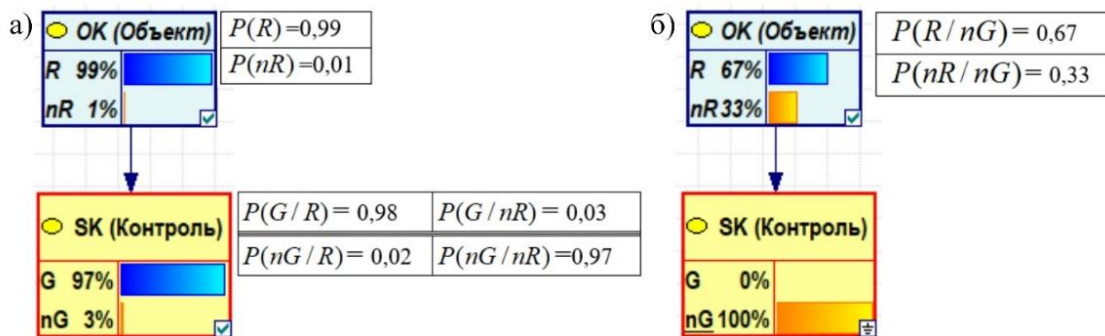 а)
OK (Объект)
R 99%
nR 1%
P(R)=0,99
P(nR)=0,01
SK (Контроль)
G 97%
nG 3%
P(G/R)= 0,98 P(G/nR)= 0,03
P(nG/R)= 0,02 P(nG/nR)=0,97
б)
OK (Объект)
R 67%
nR 33%
P(R/nG)= 0,67
P(nR/nG)= 0,33
SK (Контроль)
G 0%
nG 100%